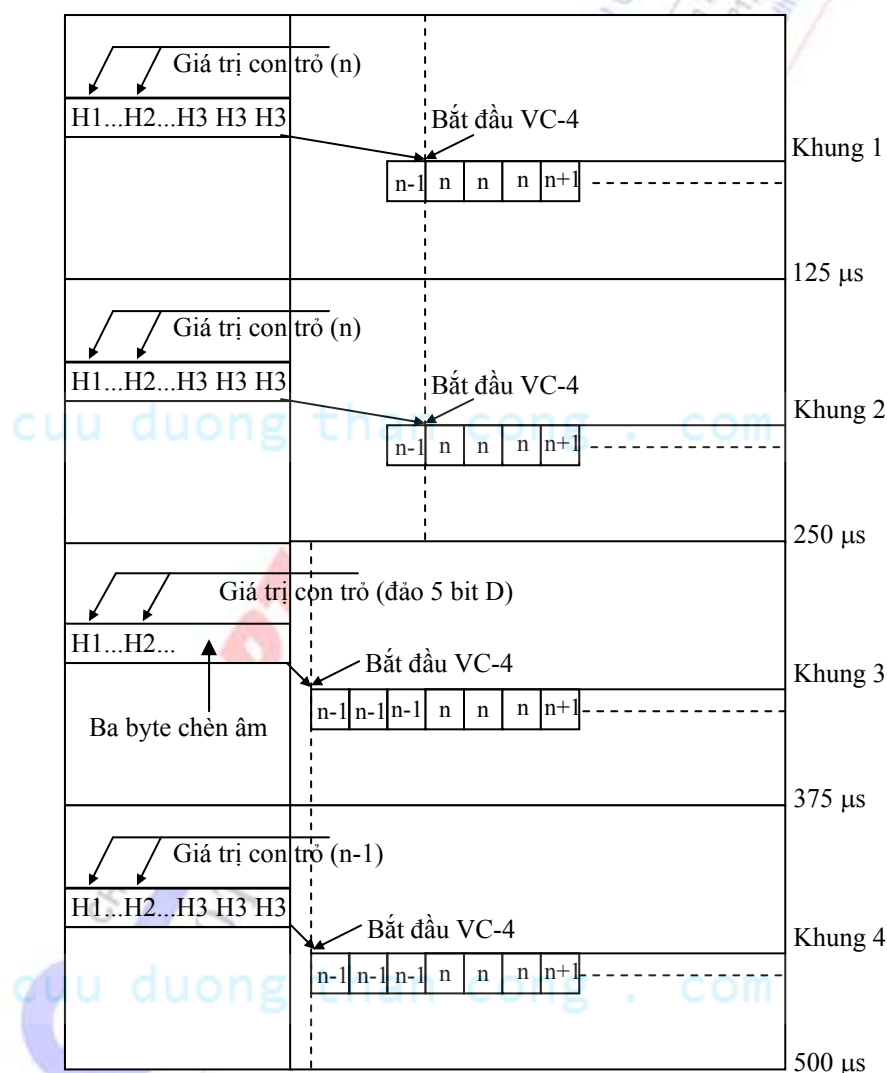 Giá trị con trỏ (n)
H1...H2...H3 H3 H3
Bắt đầu VC-4
Khung 1
n-1 n n n n+1
125 μs
Giá trị con trỏ (n)
H1...H2...H3 H3 H3
Bắt đầu VC-4
Khung 2
cuu duong than cong . com
n-1 n n n n+1
250 μs
Giá trị con trỏ (đảo 5 bit D)
H1...H2...
Bắt đầu VC-4
Khung 3
n-1 n-1 n-1 n n n n+1
Ba byte chèn âm
375 μs
Giá trị con trỏ (n-1)
H1...H2...H3 H3 H3
Bắt đầu VC-4
Khung 4
n-1 n-1 n-1 n n n n+1
cuu duong than cong . com
500 μs